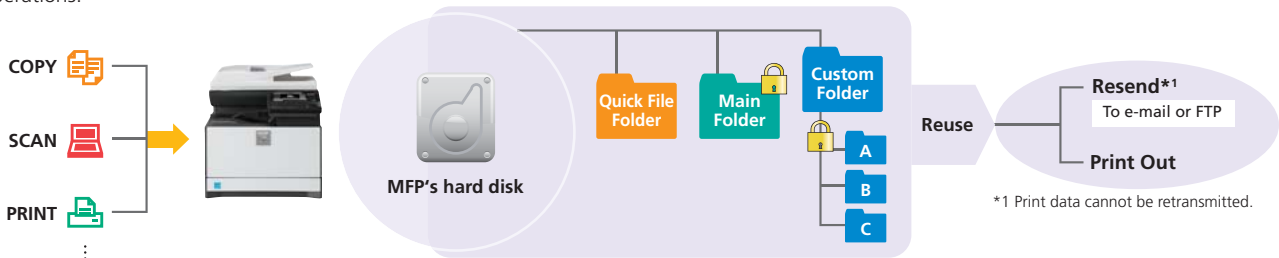 COPY
SCAN
PRINT
MFP's hard disk
Quick File
Folder
Main
Folder
Custom
Folder
A
B
C
Reuse
Resend*1
To e-mail or FTP
Print Out
*1 Print data cannot be retransmitted.